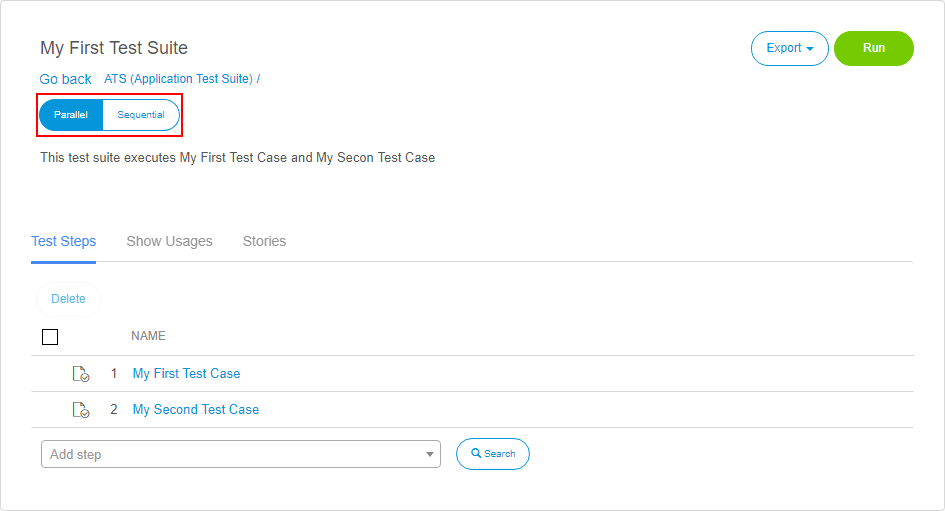 My First Test Suite
Export
Run
Go back ATS (Application Test Suite) /
Parallel Sequential
This test suite executes My First Test Case and My Secon Test Case
Test Steps Show Usages Stories
Delete
NAME
1 My First Test Case
2 My Second Test Case
Add step
Search